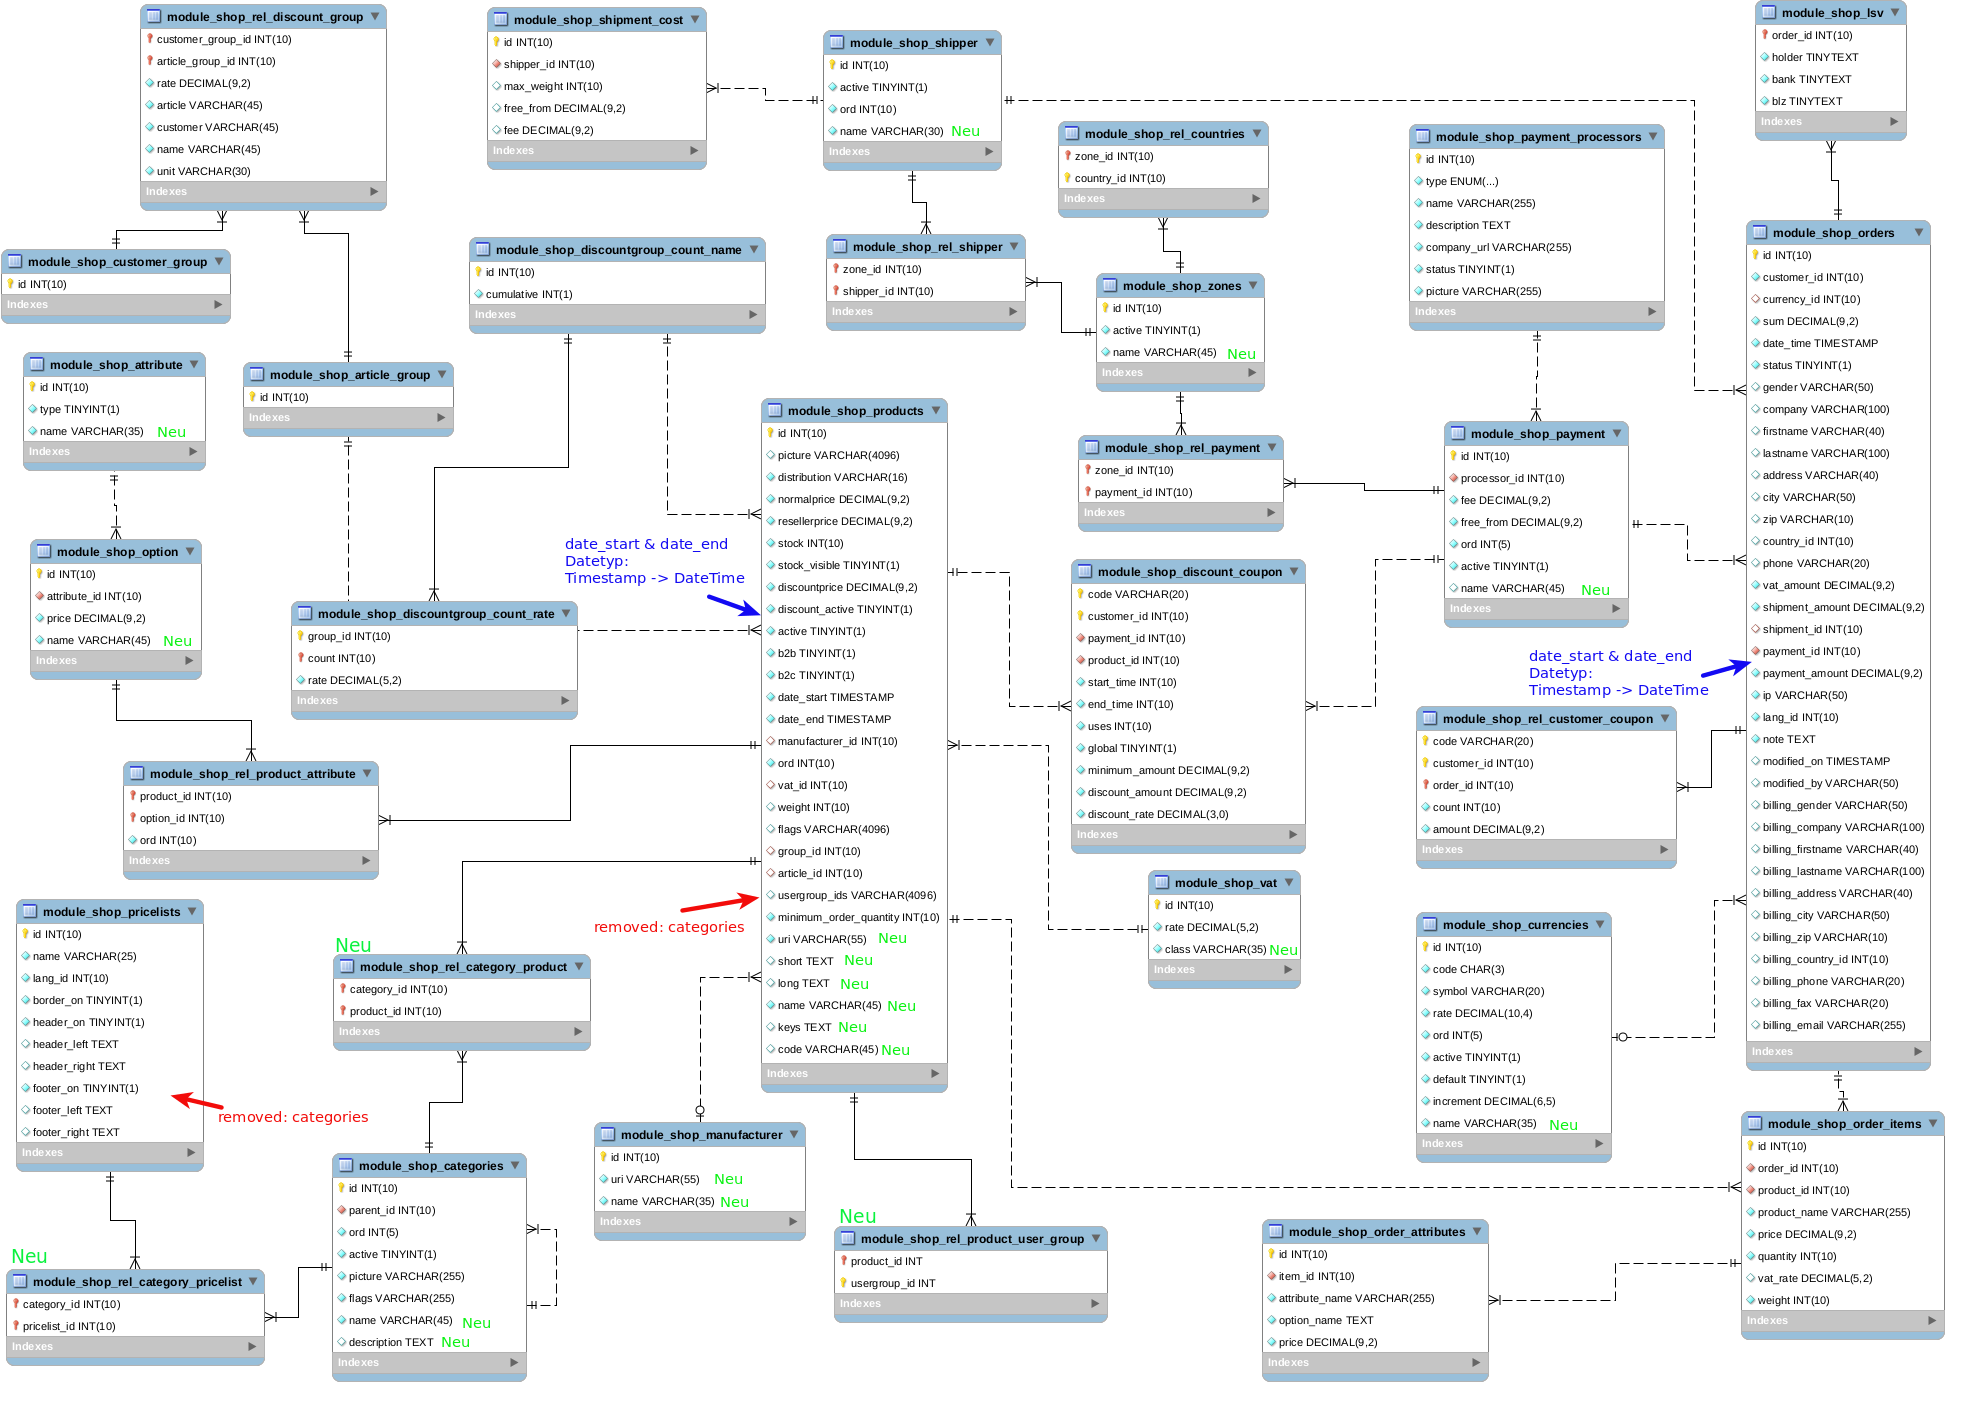 module_shop_rel_discount_group
customer_group_id INT(10)
article_group_id INT(10)
rate DECIMAL(9,2)
article VARCHAR(45)
customer VARCHAR(45)
name VARCHAR(45)
unit VARCHAR(30)
Indexes
module_shop_shipment_cost
id INT(10)
shipper_id INT(10)
max_weight INT(10)
free_from DECIMAL(9,2)
fee DECIMAL(9,2)
Indexes
module_shop_shipper
id INT(10)
active TINYINT(1)
ord INT(10)
name VARCHAR(30) Neu
Indexes
module_shop_lsv
order_id INT(10)
holder TINYTEXT
bank TINYTEXT
blz TINYTEXT
Indexes
module_shop_rel_countries
zone_id INT(10)
country_id INT(10)
Indexes
module_shop_payment_processors
id INT(10)
type ENUM(...)
name VARCHAR(255)
description TEXT
company_url VARCHAR(255)
status TINYINT(1)
picture VARCHAR(255)
Indexes
module_shop_customer_group
id INT(10)
Indexes
module_shop_discountgroup_count_name
id INT(10)
cumulative INT(1)
Indexes
module_shop_rel_shipper
zone_id INT(10)
shipper_id INT(10)
Indexes
module_shop_zones
id INT(10)
active TINYINT(1)
name VARCHAR(45) Neu
Indexes
module_shop_orders
id INT(10)
customer_id INT(10)
currency_id INT(10)
sum DECIMAL(9,2)
date_time TIMESTAMP
status TINYINT(1)
gender VARCHAR(50)
company VARCHAR(100)
firstname VARCHAR(40)
lastname VARCHAR(100)
address VARCHAR(40)
city VARCHAR(50)
zip VARCHAR(10)
country_id INT(10)
phone VARCHAR(20)
vat_amount DECIMAL(9,2)
shipment_amount DECIMAL(9,2)
shipment_id INT(10)
payment_id INT(10)
payment_amount DECIMAL(9,2)
ip VARCHAR(50)
lang_id INT(10)
note TEXT
modified_on TIMESTAMP
modified_by VARCHAR(50)
billing_gender VARCHAR(50)
billing_company VARCHAR(100)
billing_firstname VARCHAR(40)
billing_lastname VARCHAR(100)
billing_address VARCHAR(40)
billing_city VARCHAR(50)
billing_zip VARCHAR(10)
billing_country_id INT(10)
billing_phone VARCHAR(20)
billing_fax VARCHAR(20)
billing_email VARCHAR(255)
Indexes
module_shop_attribute
id INT(10)
type TINYINT(1)
name VARCHAR(35) Neu
Indexes
module_shop_article_group
id INT(10)
Indexes
module_shop_products
id INT(10)
picture VARCHAR(4096)
distribution VARCHAR(16)
normalprice DECIMAL(9,2)
resellerprice DECIMAL(9,2)
stock INT(10)
stock_visible TINYINT(1)
discountprice DECIMAL(9,2)
discount_active TINYINT(1)
active TINYINT(1)
b2b TINYINT(1)
b2c TINYINT(1)
date_start TIMESTAMP
date_end TIMESTAMP
manufacturer_id INT(10)
ord INT(10)
vat_id INT(10)
weight INT(10)
flags VARCHAR(4096)
group_id INT(10)
article_id INT(10)
usergroup_ids VARCHAR(4096)
minimum_order_quantity INT(10)
uri VARCHAR(55) Neu
short TEXT Neu
long TEXT Neu
name VARCHAR(45) Neu
keys TEXT Neu
code VARCHAR(45) Neu
Indexes
date_start & date_end
Datetyp:
Timestamp -> DateTime
removed: categories
module_shop_rel_payment
zone_id INT(10)
payment_id INT(10)
Indexes
module_shop_payment
id INT(10)
processor_id INT(10)
fee DECIMAL(9,2)
free_from DECIMAL(9,2)
ord INT(5)
active TINYINT(1)
name VARCHAR(45) Neu
Indexes
date_start & date_end
Datetyp:
Timestamp -> DateTime
module_shop_option
id INT(10)
attribute_id INT(10)
price DECIMAL(9,2)
name VARCHAR(45) Neu
Indexes
module_shop_discountgroup_count_rate
group_id INT(10)
count INT(10)
rate DECIMAL(5,2)
Indexes
module_shop_discount_coupon
code VARCHAR(20)
customer_id INT(10)
payment_id INT(10)
product_id INT(10)
start_time INT(10)
end_time INT(10)
uses INT(10)
global TINYINT(1)
minimum_amount DECIMAL(9,2)
discount_amount DECIMAL(9,2)
discount_rate DECIMAL(3,0)
Indexes
module_shop_rel_customer_coupon
code VARCHAR(20)
customer_id INT(10)
order_id INT(10)
count INT(10)
amount DECIMAL(9,2)
Indexes
module_shop_rel_product_attribute
product_id INT(10)
option_id INT(10)
ord INT(10)
Indexes
module_shop_vat
id INT(10)
rate DECIMAL(5,2)
class VARCHAR(35) Neu
Indexes
module_shop_currencies
id INT(10)
code CHAR(3)
symbol VARCHAR(20)
rate DECIMAL(10,4)
ord INT(5)
active TINYINT(1)
default TINYINT(1)
increment DECIMAL(6,5)
name VARCHAR(35) Neu
Indexes
module_shop_pricelists
id INT(10)
name VARCHAR(25)
lang_id INT(10)
border_on TINYINT(1)
header_on TINYINT(1)
header_left TEXT
header_right TEXT
footer_on TINYINT(1)
footer_left TEXT
footer_right TEXT
Indexes
removed: categories
Neu
module_shop_rel_category_product
category_id INT(10)
product_id INT(10)
Indexes
module_shop_manufacturer
id INT(10)
uri VARCHAR(55) Neu
name VARCHAR(35) Neu
Indexes
module_shop_order_items
id INT(10)
order_id INT(10)
product_id INT(10)
product_name VARCHAR(255)
price DECIMAL(9,2)
quantity INT(10)
vat_rate DECIMAL(5,2)
weight INT(10)
Indexes
module_shop_categories
id INT(10)
parent_id INT(10)
ord INT(5)
active TINYINT(1)
picture VARCHAR(255)
flags VARCHAR(255)
name VARCHAR(45) Neu
description TEXT Neu
Indexes
Neu
module_shop_rel_product_user_group
product_id INT
usergroup_id INT
Indexes
module_shop_order_attributes
id INT(10)
item_id INT(10)
attribute_name VARCHAR(255)
option_name TEXT
price DECIMAL(9,2)
Indexes
Neu
module_shop_rel_category_pricelist
category_id INT(10)
pricelist_id INT(10)
Indexes